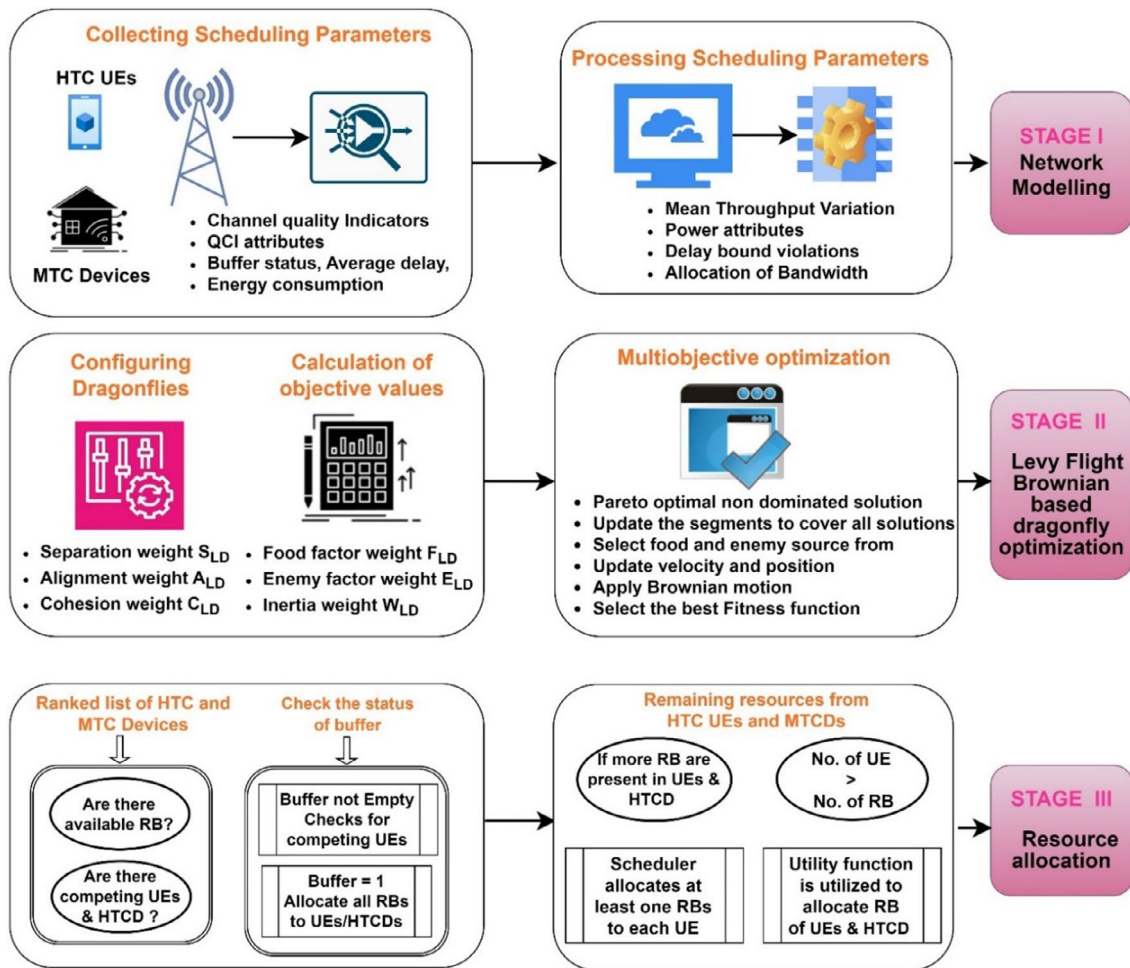 Collecting Scheduling Parameters
HTC UEs
MTC Devices
• Channel quality Indicators
• QCI attributes
• Buffer status, Average delay,
• Energy consumption
Processing Scheduling Parameters
• Mean Throughput Variation
• Power attributes
• Delay bound violations
• Allocation of Bandwidth
STAGE I
Network
Modelling
Configuring
Dragonflies
• Separation weight S_LD
• Alignment weight A_LD
• Cohesion weight C_LD
Calculation of
objective values
• Food factor weight F_LD
• Enemy factor weight E_LD
• Inertia weight W_LD
Multiobjective optimization
• Pareto optimal non dominated solution
• Update the segments to cover all solutions
• Select food and enemy source from
• Update velocity and position
• Apply Brownian motion
• Select the best Fitness function
STAGE II
Levy Flight
Brownian
based
dragonfly
optimization
Ranked list of HTC and
MTC Devices
Are there
available RB?
Are there
competing UEs
& HTCD ?
Check the status
of buffer
Buffer not Empty
Checks for
competing UEs
Buffer = 1
Allocate all RBs
to UEs/HTCDs
Remaining resources from
HTC UEs and MTCDs
If more RB are
present in UEs &
HTCD
No. of UE
>
No. of RB
Scheduler
allocates at
least one RBs
to each UE
Utility function
is utilized to
allocate RB
of UEs & HTCD
STAGE III
Resource
allocation